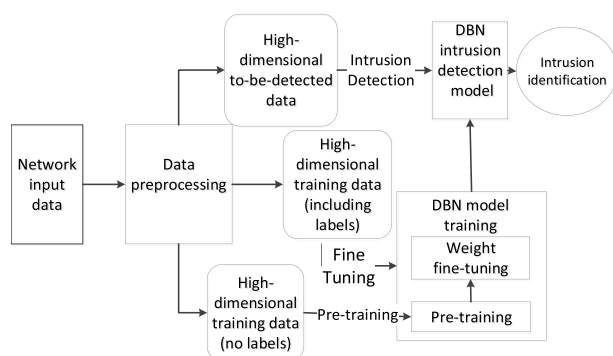 High-
dimensional
to-be-detected
data
Intrusion
Detection
DBN
intrusion
detection
model
Intrusion
identification
Network
input
data
Data
preprocessing
High-
dimensional
training data
(including
labels)
Fine
Tuning
DBN model
training
Weight
fine-tuning
Pre-training
High-
dimensional
training data
(no labels)
Pre-training